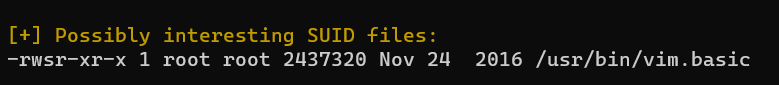 [+] Possibly interesting SUID files:
-rwsr-xr-x 1 root root 2437320 Nov 24  2016 /usr/bin/vim.basic